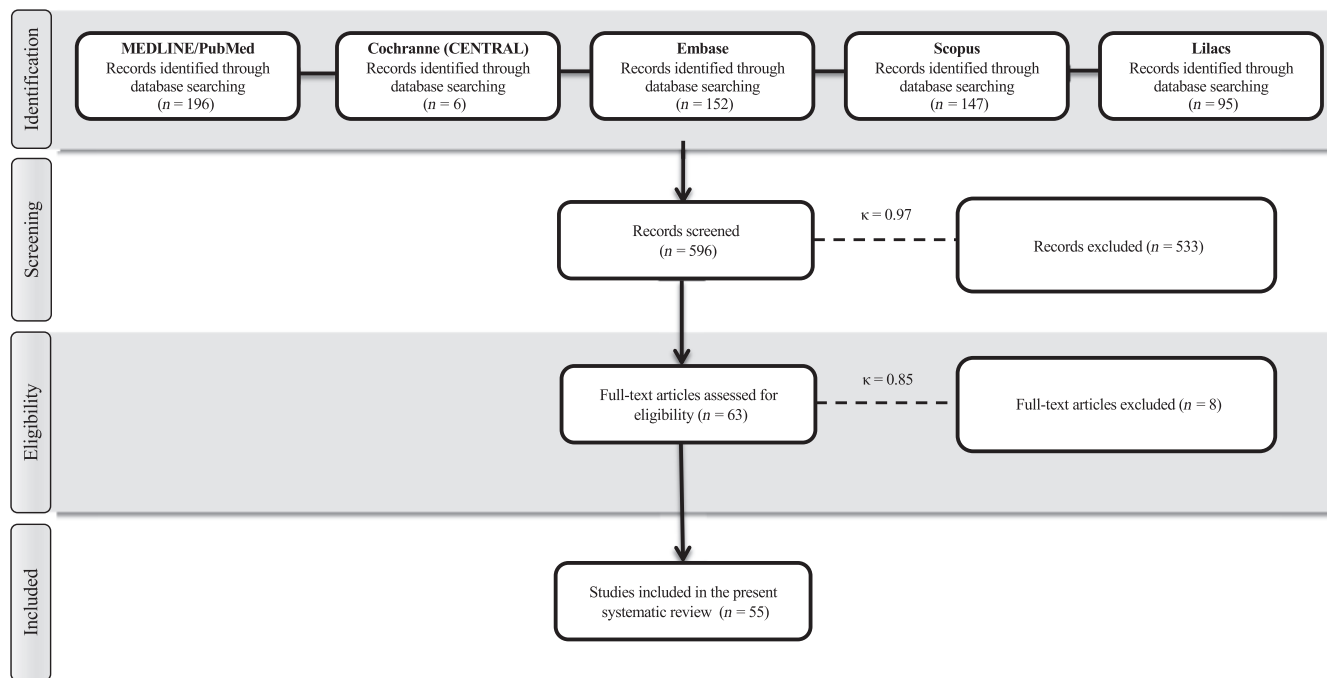 Identification
MEDLINE/PubMed
Records identified through
database searching
(n = 196)
Cochranne (CENTRAL)
Records identified through
database searching
(n = 6)
Embase
Records identified through
database searching
(n = 152)
Scopus
Records identified through
database searching
(n = 147)
Lilacs
Records identified through
database searching
(n = 95)
Screening
Records screened
(n = 596)
κ = 0.97
Records excluded (n = 533)
Eligibility
Full-text articles assessed for
eligibility (n = 63)
κ = 0.85
Full-text articles excluded (n = 8)
Included
Studies included in the present
systematic review (n = 55)